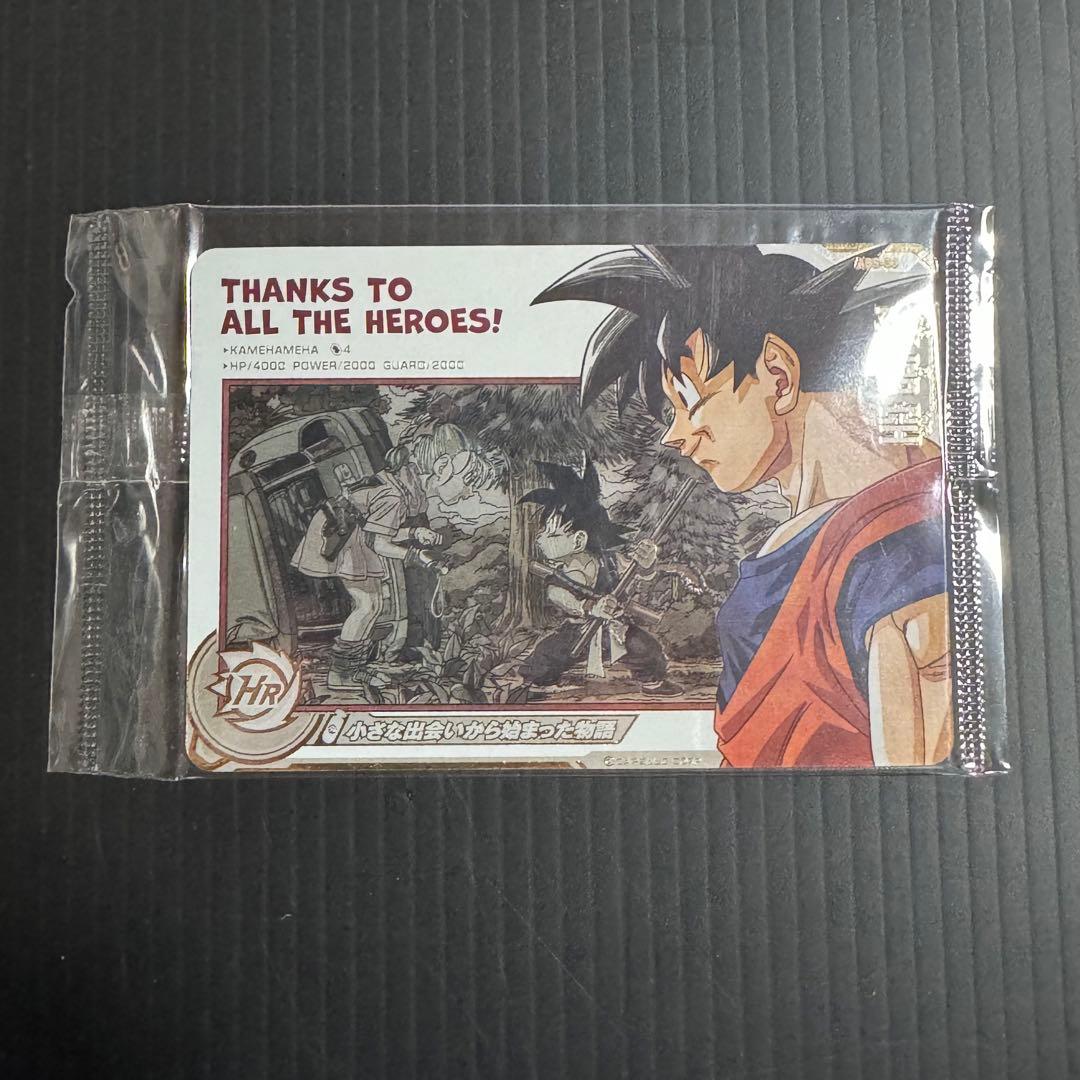 THANKS TO
ALL THE HEROES!
▸KAMEHAMEHA 4
▸HP/4000 POWER/2000 GUARD/2000
HR
小さな出会いから始まった物語